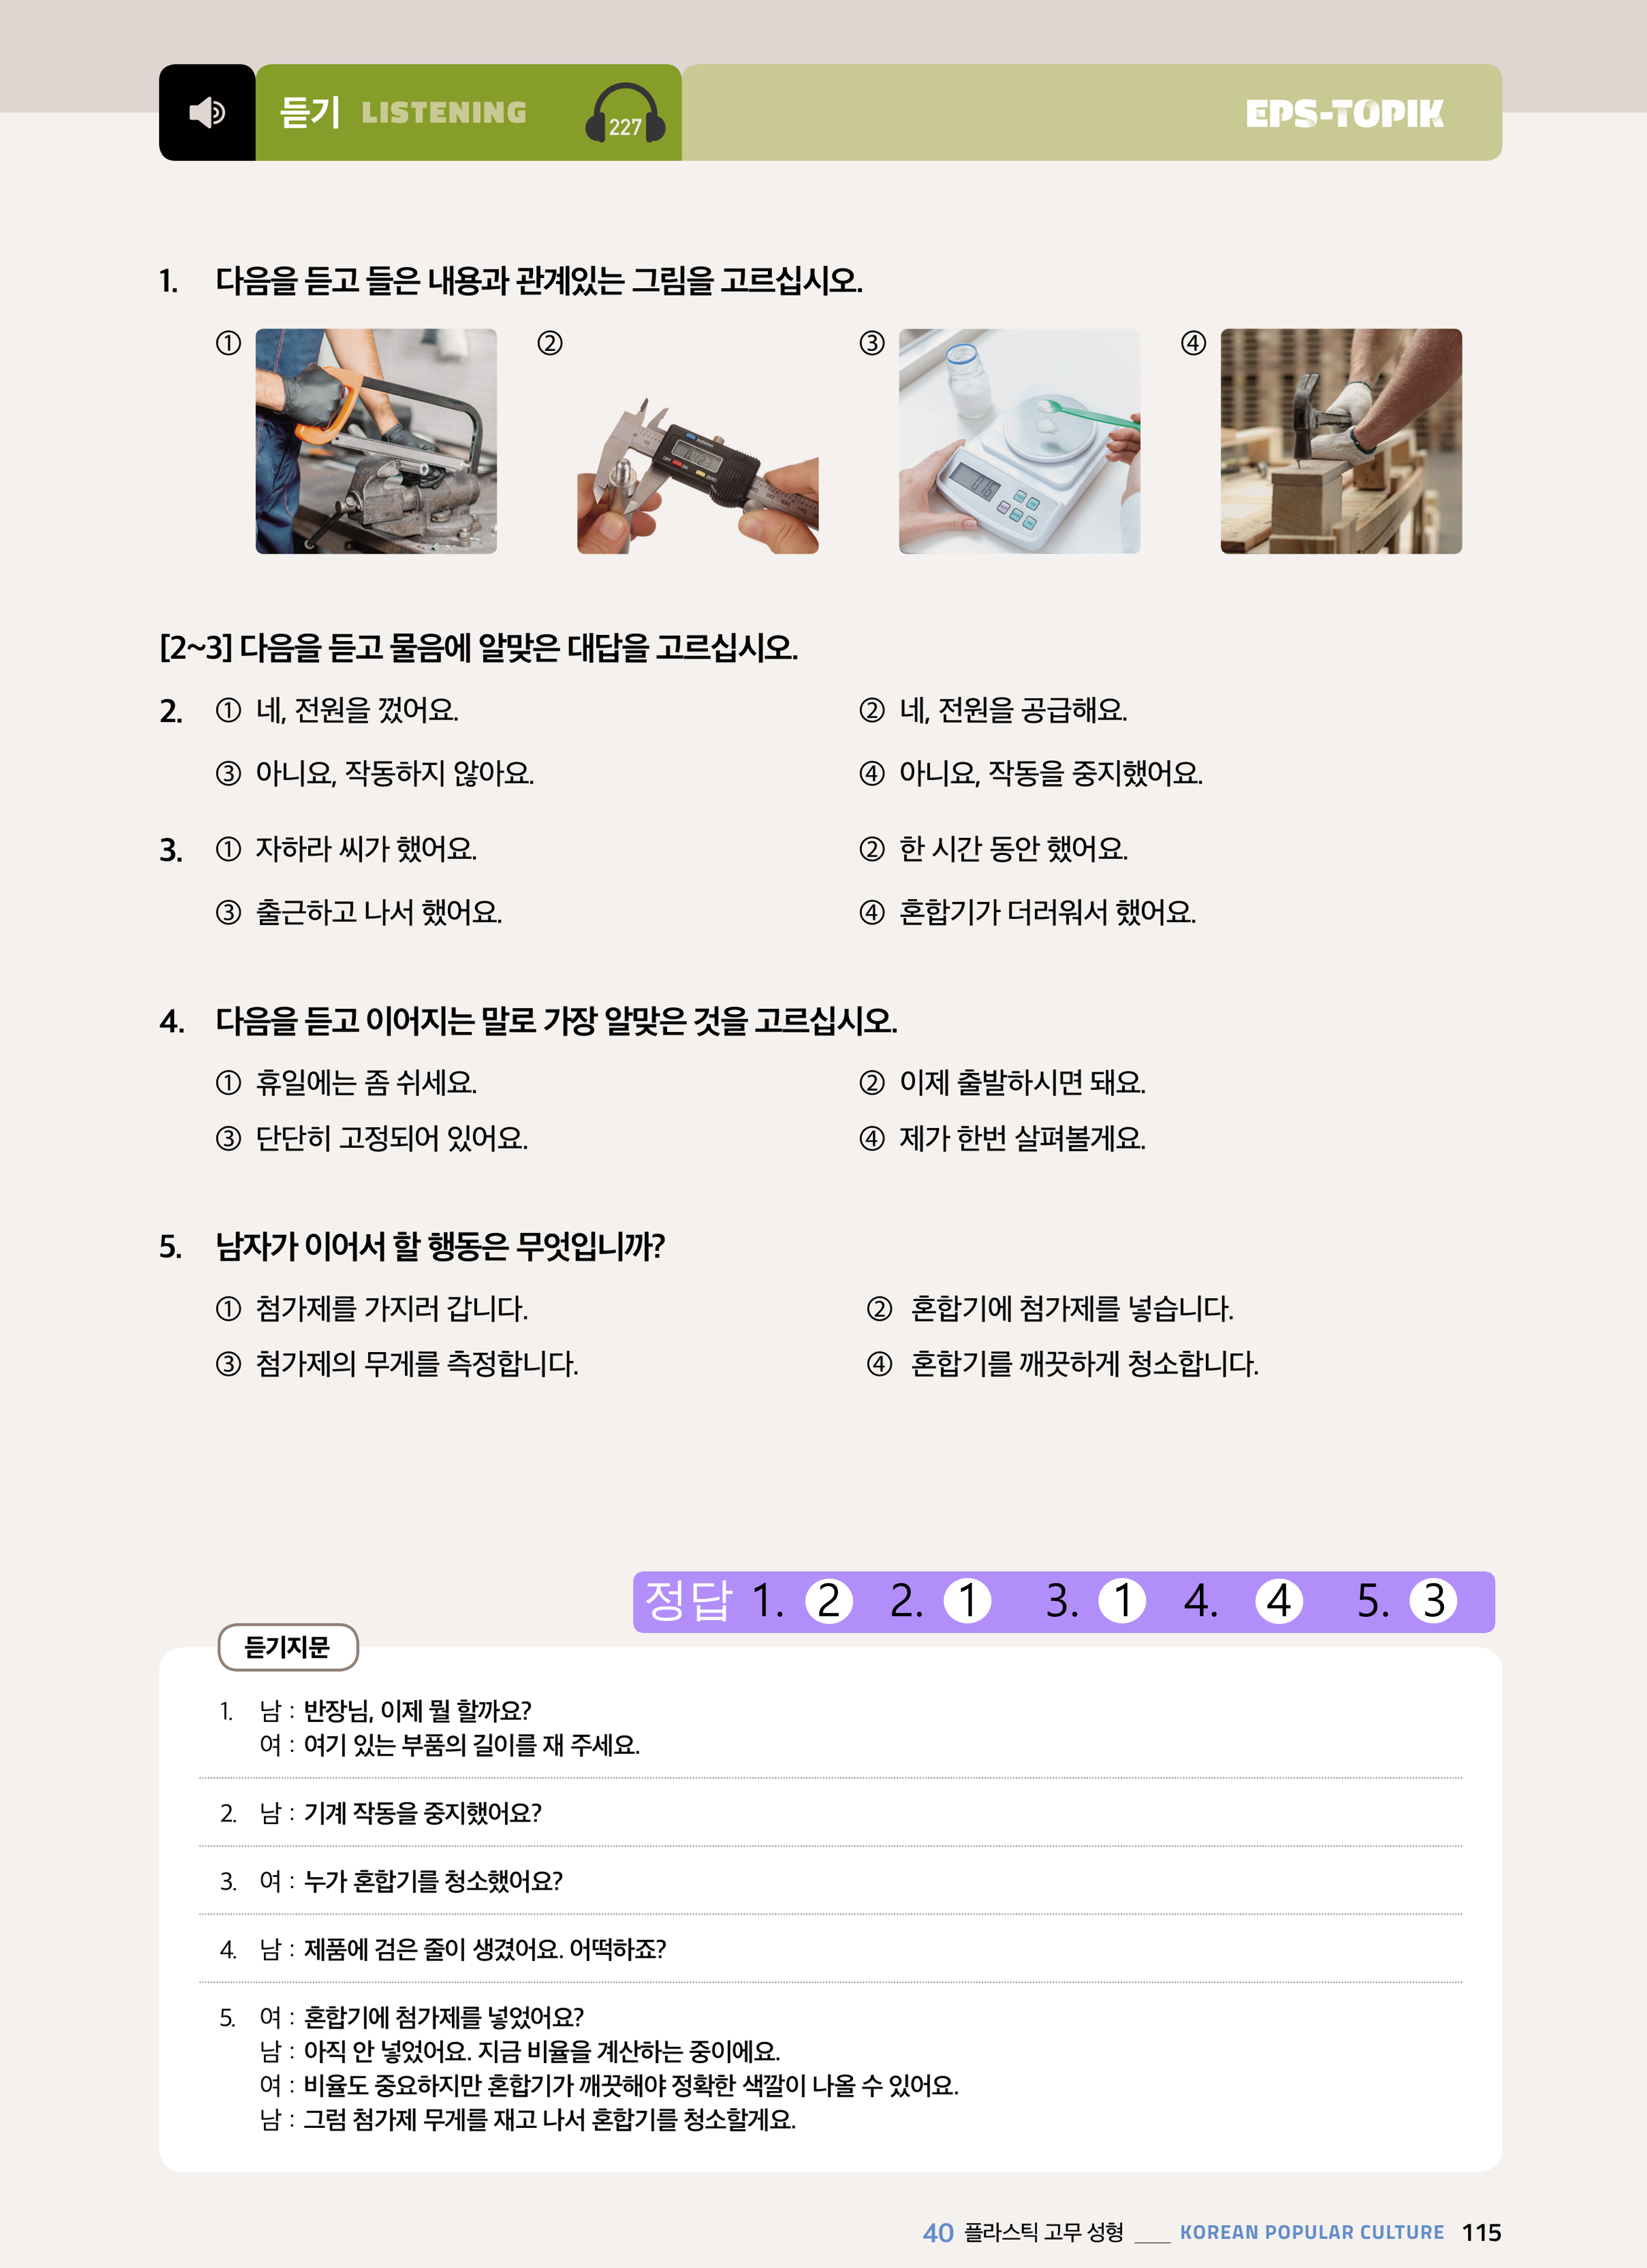 듣기 LISTENING 227 EPS-TOPIK
1. 다음을 듣고 들은 내용과 관계있는 그림을 고르십시오.
① ② ③ ④
[2~3] 다음을 듣고 물음에 알맞은 대답을 고르십시오.
2. ① 네, 전원을 껐어요. ② 네, 전원을 공급해요.
③ 아니요, 작동하지 않아요. ④ 아니요, 작동을 중지했어요.
3. ① 자하라 씨가 했어요. ② 한 시간 동안 했어요.
③ 출근하고 나서 했어요. ④ 혼합기가 더러워서 했어요.
4. 다음을 듣고 이어지는 말로 가장 알맞은 것을 고르십시오.
① 휴일에는 좀 쉬세요. ② 이제 출발하시면 돼요.
③ 단단히 고정되어 있어요. ④ 제가 한번 살펴볼게요.
5. 남자가 이어서 할 행동은 무엇입니까?
① 첨가제를 가지러 갑니다. ② 혼합기에 첨가제를 넣습니다.
③ 첨가제의 무게를 측정합니다. ④ 혼합기를 깨끗하게 청소합니다.
정답 1. 2 2. 1 3. 1 4. 4 5. 3
듣기지문
1. 남 : 반장님, 이제 뭘 할까요?
여 : 여기 있는 부품의 길이를 재 주세요.
2. 남 : 기계 작동을 중지했어요?
3. 여 : 누가 혼합기를 청소했어요?
4. 남 : 제품에 검은 줄이 생겼어요. 어떡하죠?
5. 여 : 혼합기에 첨가제를 넣었어요?
남 : 아직 안 넣었어요. 지금 비율을 계산하는 중이에요.
여 : 비율도 중요하지만 혼합기가 깨끗해야 정확한 색깔이 나올 수 있어요.
남 : 그럼 첨가제 무게를 재고 나서 혼합기를 청소할게요.
40 플라스틱 고무 성형 ___ KOREAN POPULAR CULTURE 115